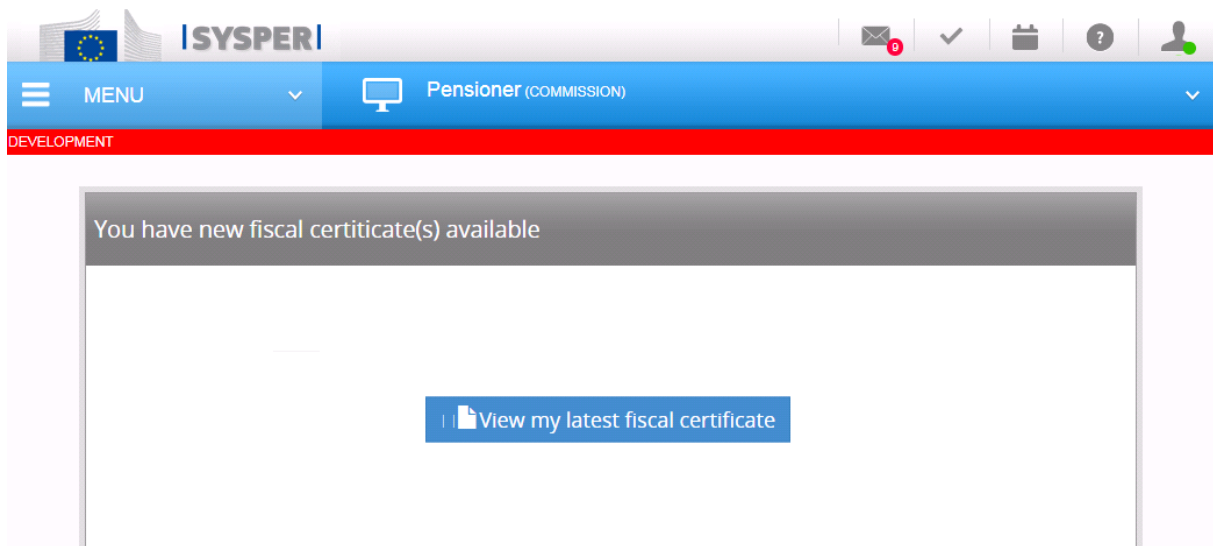 SYSPER
9
?
MENU
Pensioner (COMMISSION)
DEVELOPMENT
You have new fiscal certiticate(s) available
View my latest fiscal certificate